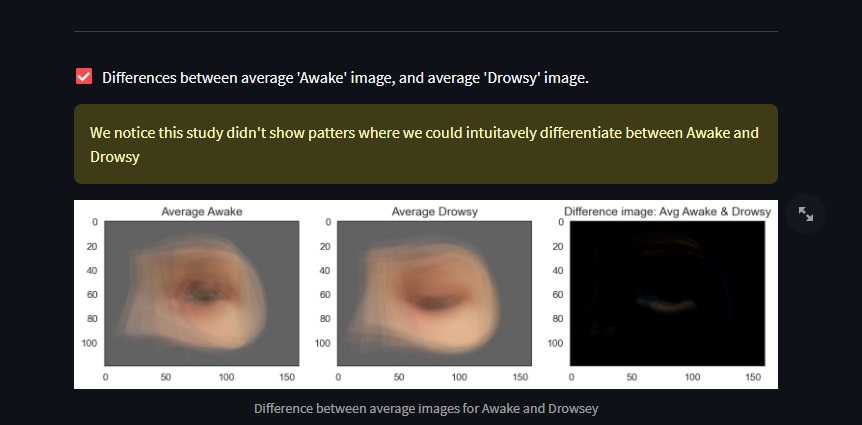 Differences between average 'Awake' image, and average 'Drowsy' image.
We notice this study didn't show patters where we could intuitavely differentiate between Awake and
Drowsy
Average Awake
0
20
40
60
80
100
0 50 100 150
Average Drowsy
0
20
40
60
80
100
0 50 100 150
Difference image: Avg Awake & Drowsy
0
20
40
60
80
100
0 50 100 150
Difference between average images for Awake and Drowsey